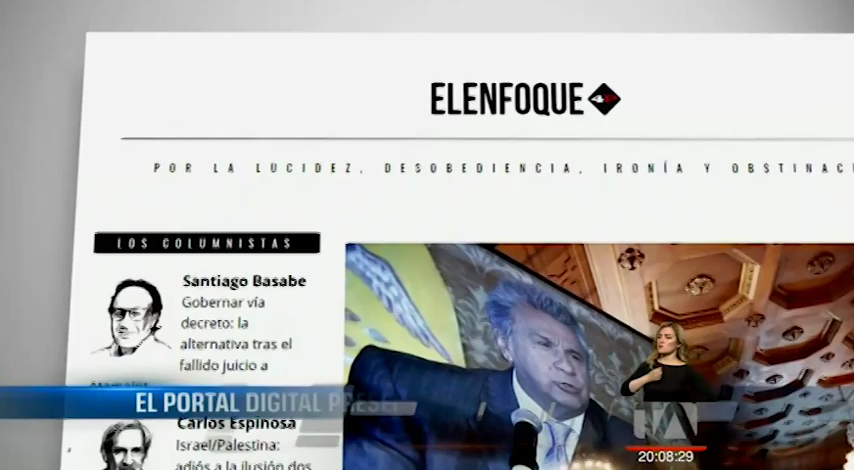 ELENFOQUE
POR LA LUCIDEZ, DESOBEDIENCIA, IRONÍA Y
LOS COLUMNISTAS
Santiago Basabe
Gobernar vía
decreto: la
alternativa tras el
fallido juicio a
EL PORTAL DIGITAL
Carlos Espinosa
Israel/Palestina:
adiós a la ilusión dos
20:08:29